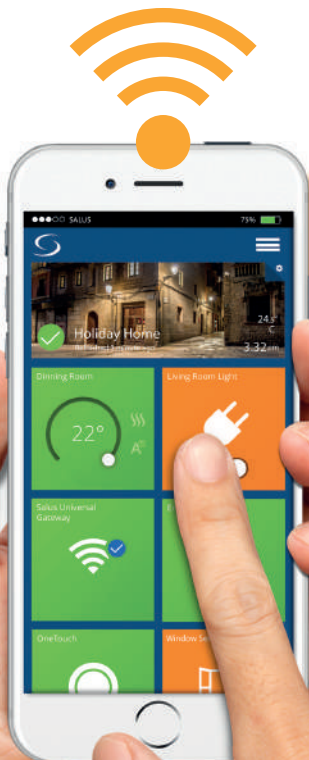 SALUS
75%
Holiday Home
24.5°
C
3.32
Dinning Room
Living Room Light
22°
Salus Universal
Gateway
OneTouch
Window Se